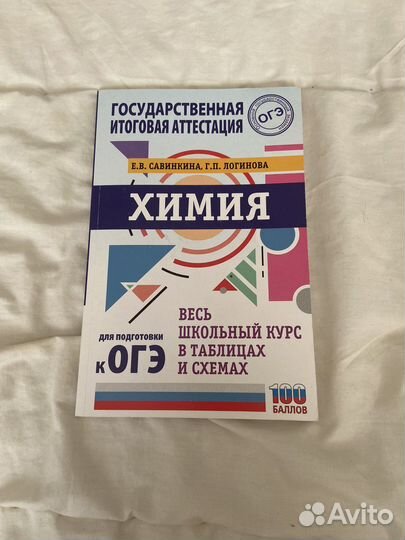 ГОСУДАРСТВЕННАЯ
ИТОГОВАЯ АТТЕСТАЦИЯ
ОГЭ
Е.В. САВИНКИНА, Г.П. ЛОГИНОВА
ХИМИЯ
для подготовки
к ОГЭ
ВЕСЬ
ШКОЛЬНЫЙ КУРС
В ТАБЛИЦАХ
И СХЕМАХ
100
БАЛЛОВ
Avito